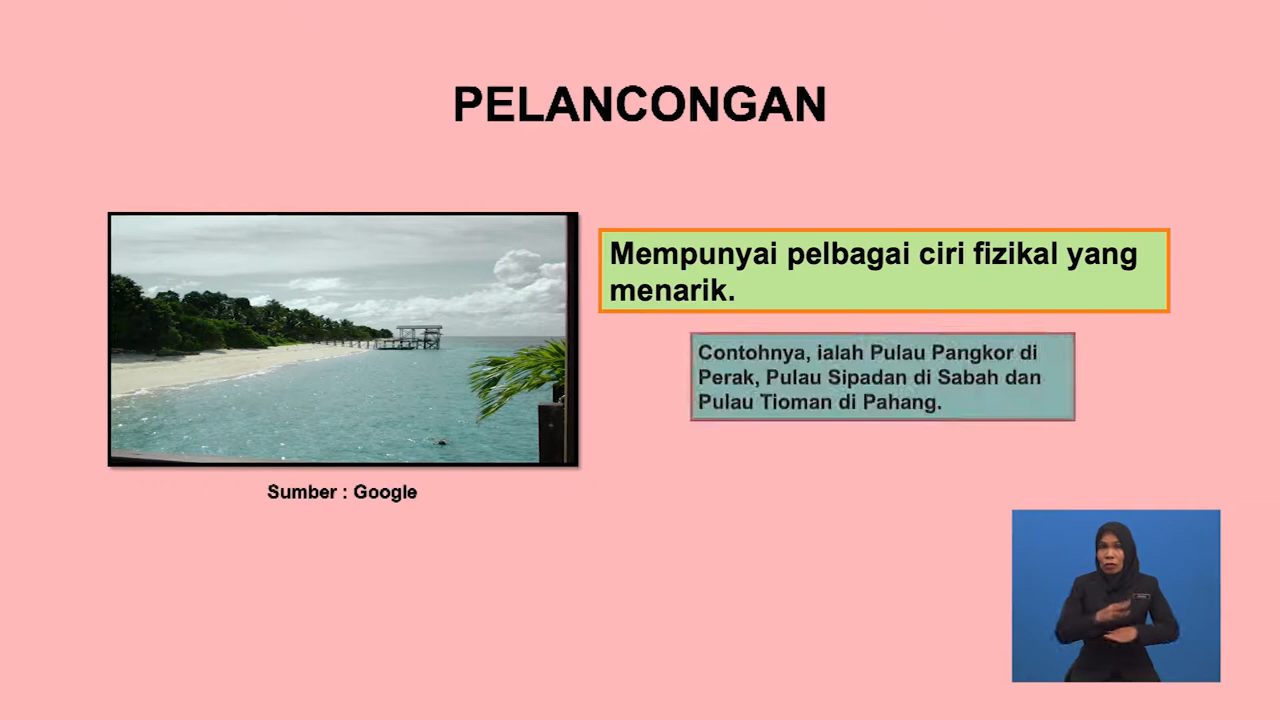 PELANCONGAN
Mempunyai pelbagai ciri fizikal yang
menarik.
Contohnya, ialah Pulau Pangkor di
Perak, Pulau Sipadan di Sabah dan
Pulau Tioman di Pahang.
Sumber : Google